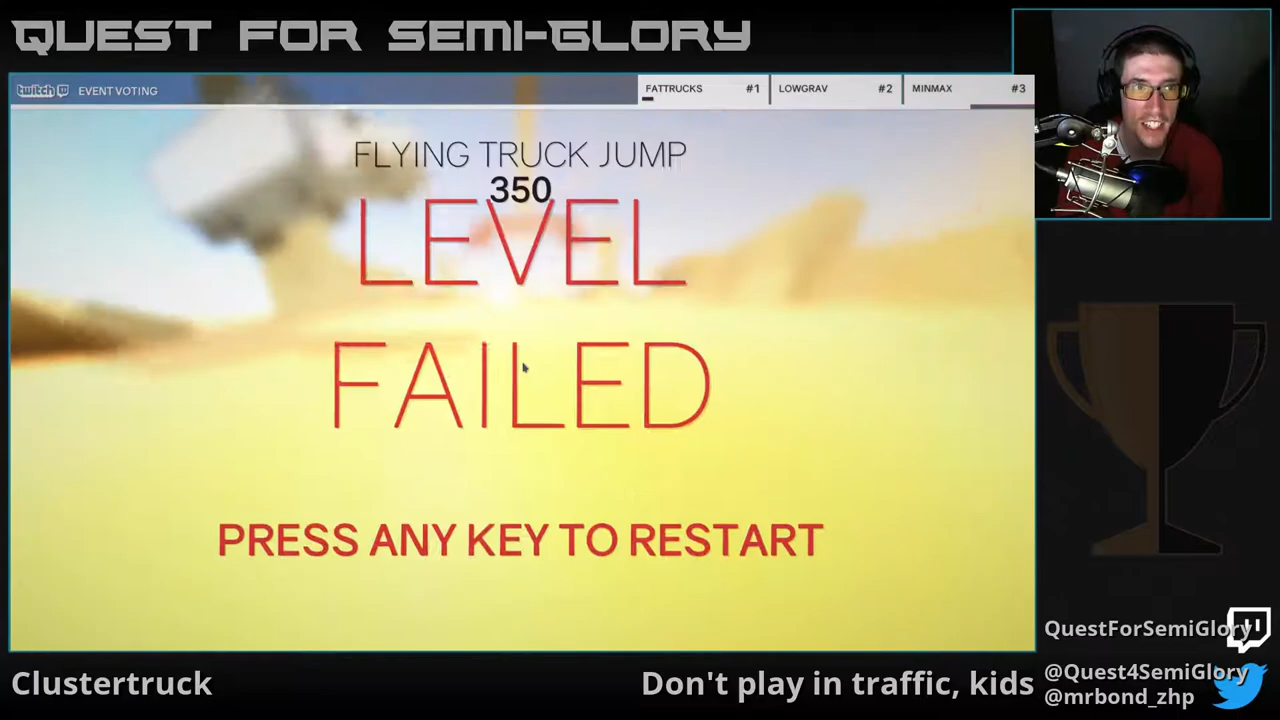 QUEST FOR SEMI-GLORY
twitch EVENT VOTING
FATTRUCKS #1 LOWGRAV #2 MINMAX #3
FLYING TRUCK JUMP
350
LEVEL
FAILED
PRESS ANY KEY TO RESTART
QuestForSemiGlory
@Quest4SemiGlory
@mrbond_zhp
Clustertruck
Don't play in traffic, kids